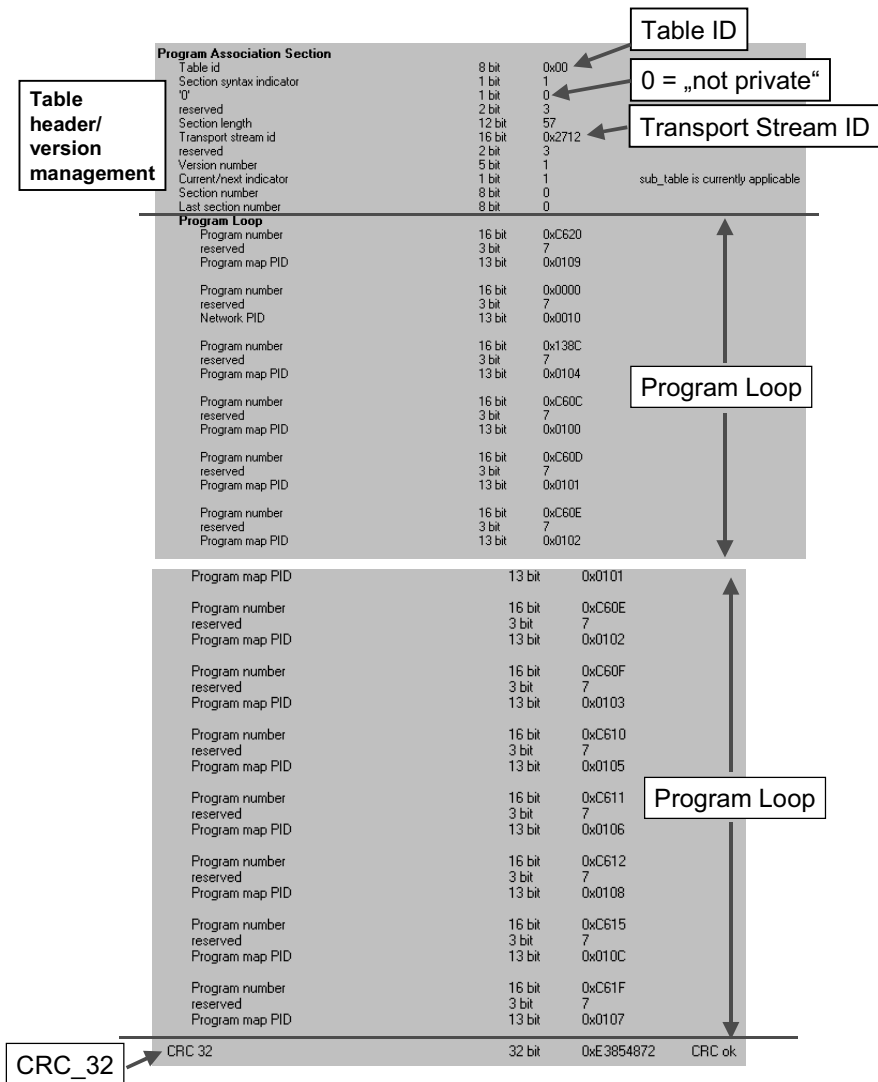 Table ID
Program Association Section
Table id 8 bit 0x00
Section syntax indicator 1 bit 1
'0' 1 bit 0
0 = „not private“
Table
header/
version
management
reserved 2 bit 3
Section length 12 bit 57
Transport stream id 16 bit 0x2712
Transport Stream ID
reserved 2 bit 3
Version number 5 bit 1
Current/next indicator 1 bit 1 sub_table is currently applicable
Section number 8 bit 0
Last section number 8 bit 0
Program Loop
Program number 16 bit 0xC620
reserved 3 bit 7
Program map PID 13 bit 0x0109
Program number 16 bit 0x0000
reserved 3 bit 7
Network PID 13 bit 0x0010
Program number 16 bit 0x138C
reserved 3 bit 7
Program map PID 13 bit 0x0104
Program Loop
Program number 16 bit 0xC60C
reserved 3 bit 7
Program map PID 13 bit 0x0100
Program number 16 bit 0xC60D
reserved 3 bit 7
Program map PID 13 bit 0x0101
Program number 16 bit 0xC60E
reserved 3 bit 7
Program map PID 13 bit 0x0102
Program map PID 13 bit 0x0101
Program number 16 bit 0xC60E
reserved 3 bit 7
Program map PID 13 bit 0x0102
Program number 16 bit 0xC60F
reserved 3 bit 7
Program map PID 13 bit 0x0103
Program number 16 bit 0xC610
reserved 3 bit 7
Program map PID 13 bit 0x0105
Program number 16 bit 0xC611
reserved 3 bit 7
Program map PID 13 bit 0x0106
Program Loop
Program number 16 bit 0xC612
reserved 3 bit 7
Program map PID 13 bit 0x0108
Program number 16 bit 0xC615
reserved 3 bit 7
Program map PID 13 bit 0x010C
Program number 16 bit 0xC61F
reserved 3 bit 7
Program map PID 13 bit 0x0107
CRC 32 32 bit 0xE3854872 CRC ok
CRC_32